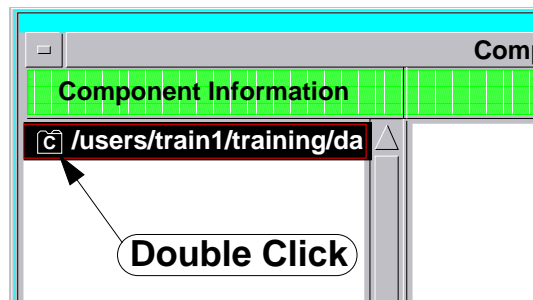 Comp
Component Information
C /users/train1/training/da
Double Click